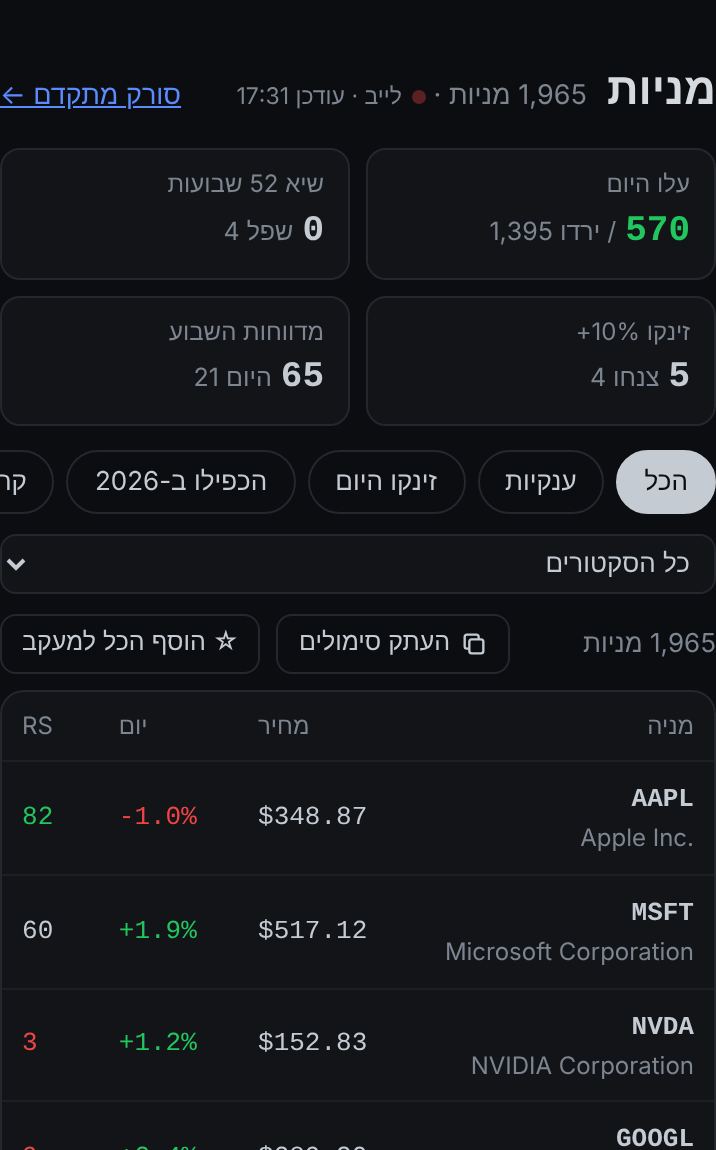 מניות 1,965 מניות · לייב · עודכן 17:31 סורק מתקדם ←
עלו היום
570 / ירדו 1,395
שיא 52 שבועות
0 שפל 4
זינקו 10%+
5 צנחו 4
מדווחות השבוע
65 היום 21
הכל ענקיות זינקו היום הכפילו ב-2026
כל הסקטורים
1,965 מניות העתק סימולים ☆ הוסף הכל למעקב
מניה מחיר יום RS
AAPL $348.87 -1.0% 82
Apple Inc.
MSFT $517.12 +1.9% 60
Microsoft Corporation
NVDA $152.83 +1.2% 3
NVIDIA Corporation
GOOGL